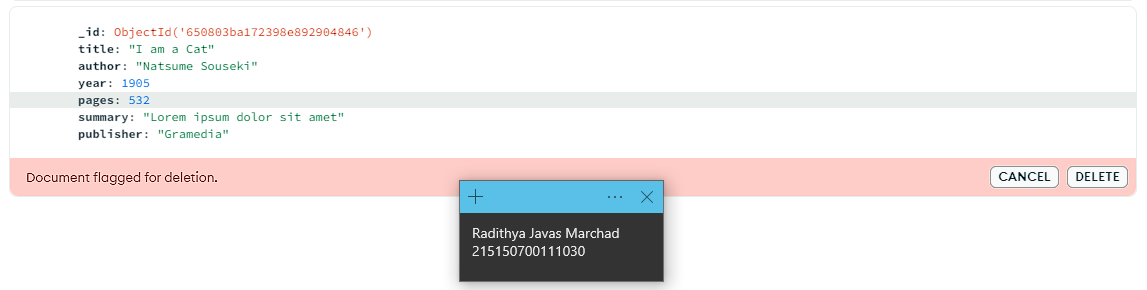 _id: ObjectId('650803ba172398e892904846')
title: "I am a Cat"
author: "Natsume Souseki"
year: 1905
pages: 532
summary: "Lorem ipsum dolor sit amet"
publisher: "Gramedia"
Document flagged for deletion.
CANCEL DELETE
Radithya Javas Marchad
215150700111030